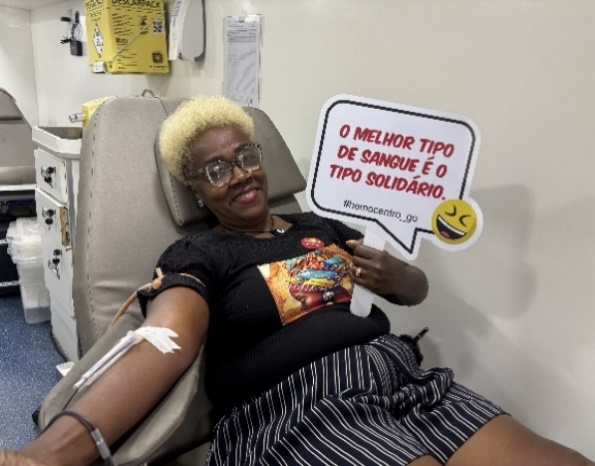 DESCARPACK
O MELHOR TIPO
DE SANGUE É O
TIPO SOLIDÁRIO.
#hemocentro_go